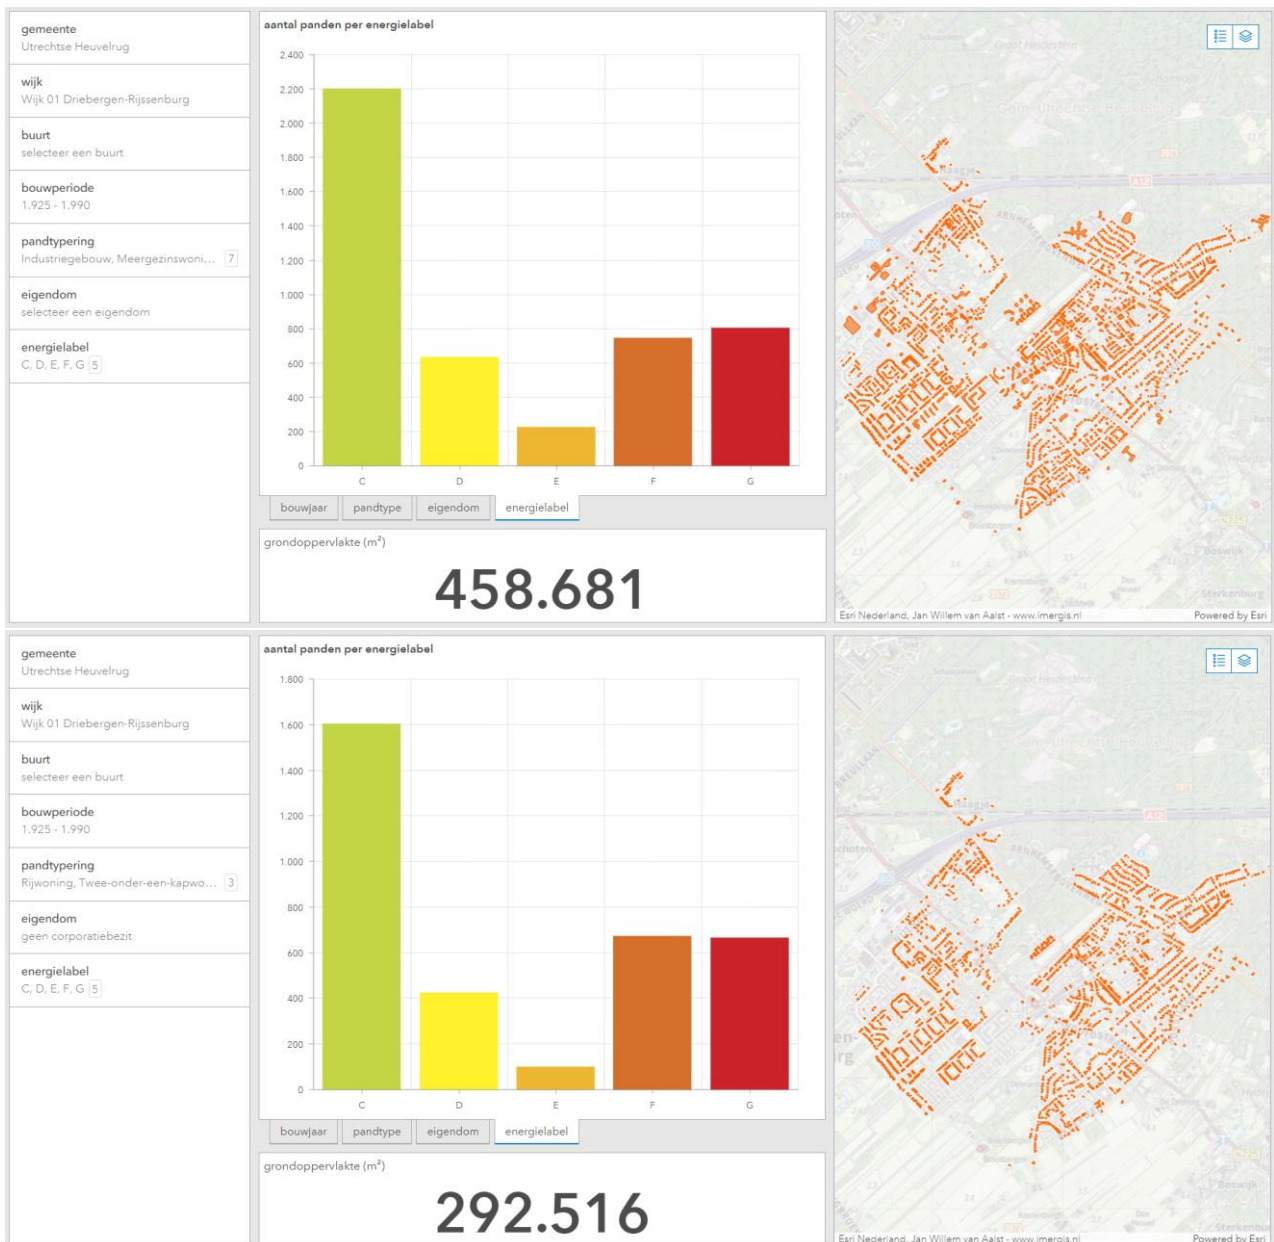 gemeente
Utrechtse Heuvelrug
wijk
Wijk 01 Driebergen-Rijssenburg
buurt
selecteer een buurt
bouwperiode
1.925 - 1.990
pandtypering
Industriegebouw, Meergezinswoni... 7
eigendom
selecteer een eigendom
energielabel
C, D, E, F, G 5
aantal panden per energielabel
2.400
2.200
2.000
1.800
1.600
1.400
1.200
1.000
800
600
400
200
0
C D E F G
bouwjaar pandtype eigendom energielabel
grondoppervlakte (m²)
458.681
A12
N225
Boswijk
Sterkenburg
Esri Nederland, Jan Willem van Aalst - www.imergis.nl Powered by Esri
gemeente
Utrechtse Heuvelrug
wijk
Wijk 01 Driebergen-Rijssenburg
buurt
selecteer een buurt
bouwperiode
1.925 - 1.990
pandtypering
Rijwoning, Twee-onder-een-kapwo... 3
eigendom
geen corporatiebezit
energielabel
C, D, E, F, G 5
aantal panden per energielabel
1.800
1.600
1.400
1.200
1.000
800
600
400
200
0
C D E F G
bouwjaar pandtype eigendom energielabel
grondoppervlakte (m²)
292.516
A12
Boswijk
Esri Nederland, Jan Willem van Aalst - www.imergis.nl Powered by Esri